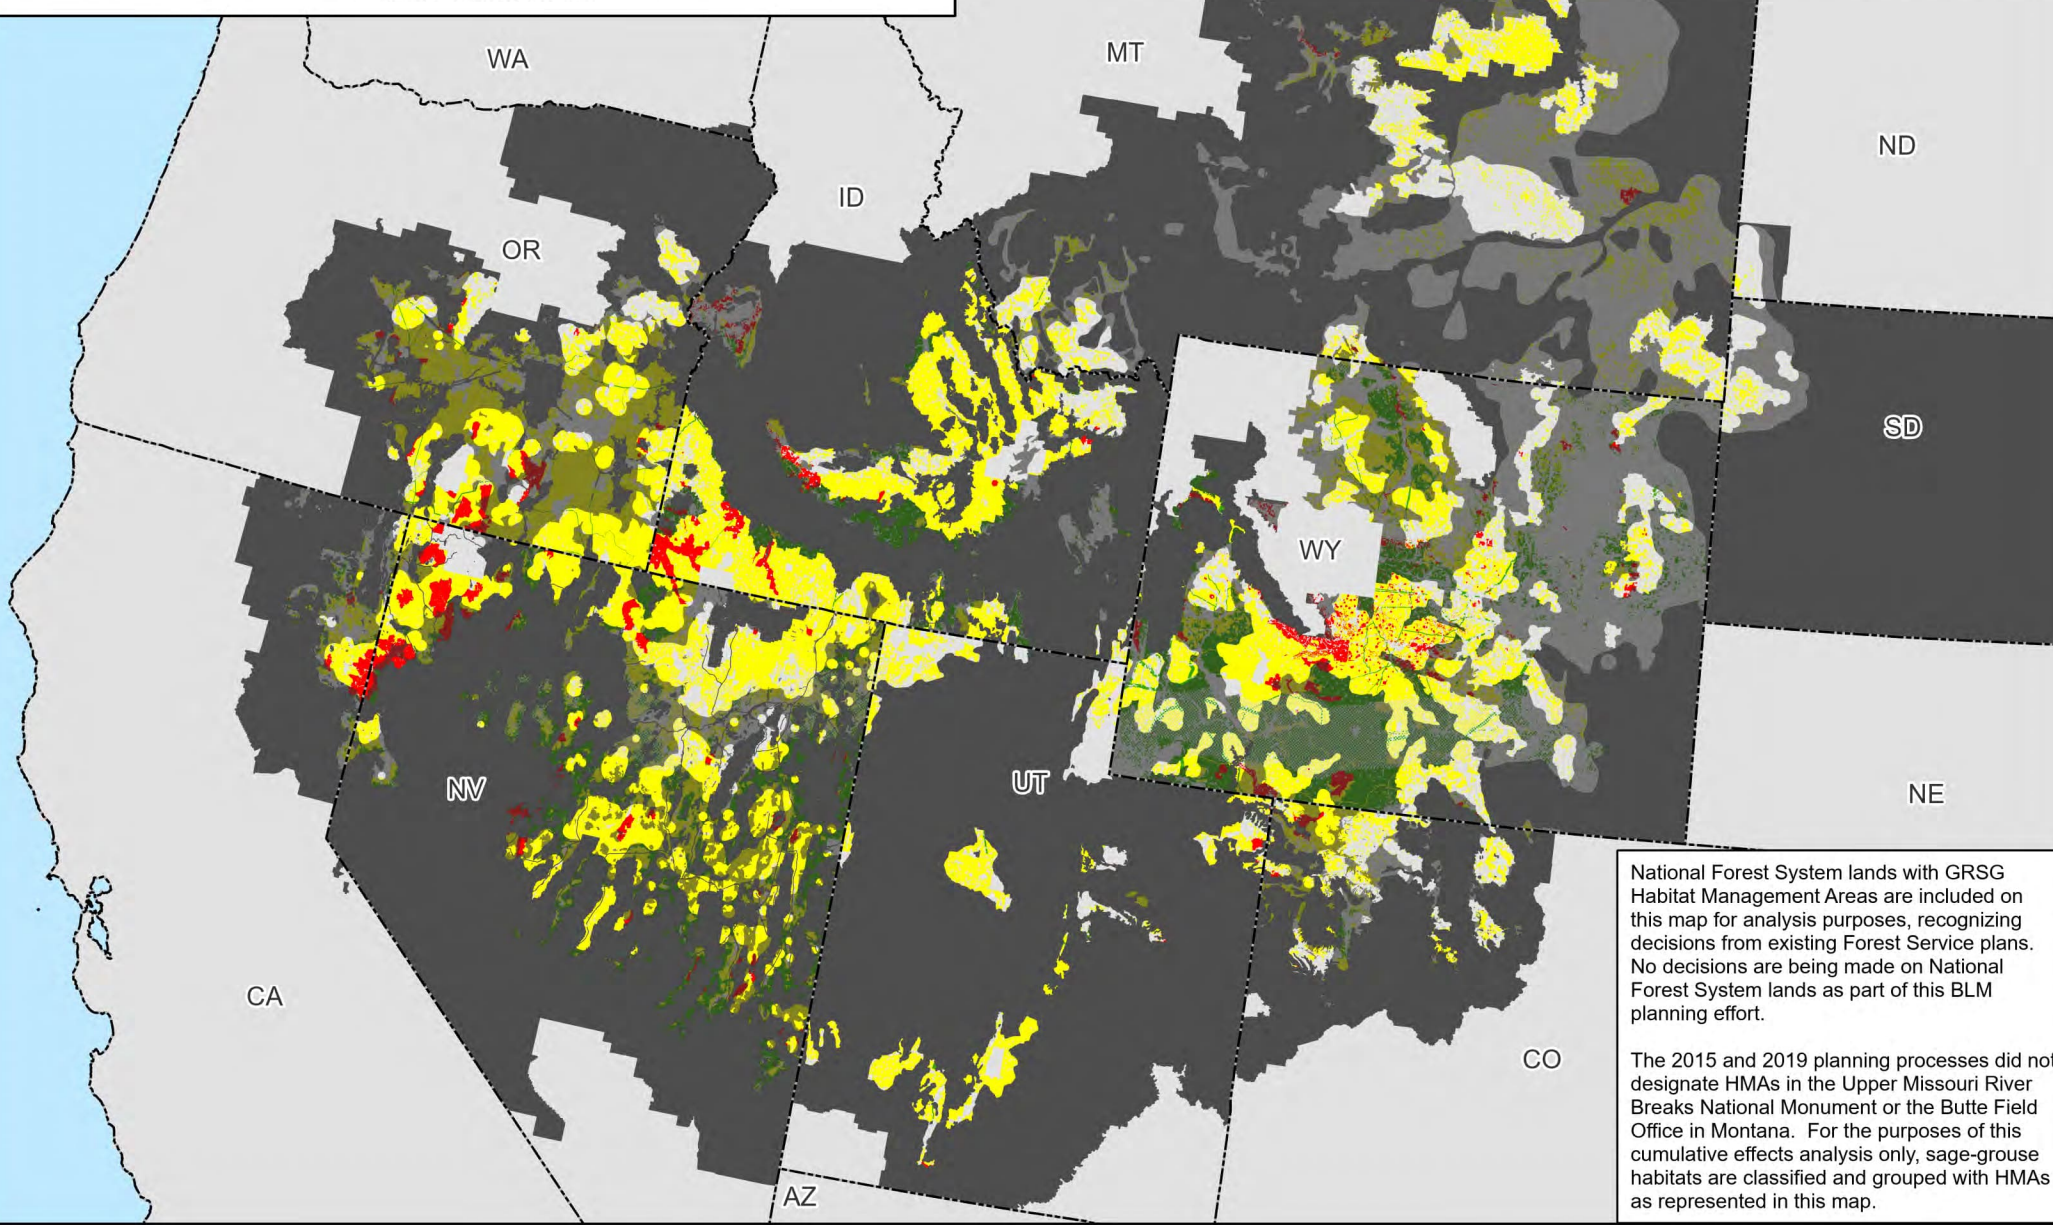 WA
MT
ND
ID
OR
SD
WY
NV
UT
NE
CA
CO
AZ
National Forest System lands with GRSG
Habitat Management Areas are included on
this map for analysis purposes, recognizing
decisions from existing Forest Service plans.
No decisions are being made on National
Forest System lands as part of this BLM
planning effort.
The 2015 and 2019 planning processes did not
designate HMAs in the Upper Missouri River
Breaks National Monument or the Butte Field
Office in Montana.  For the purposes of this
cumulative effects analysis only, sage-grouse
habitats are classified and grouped with HMAs
as represented in this map.